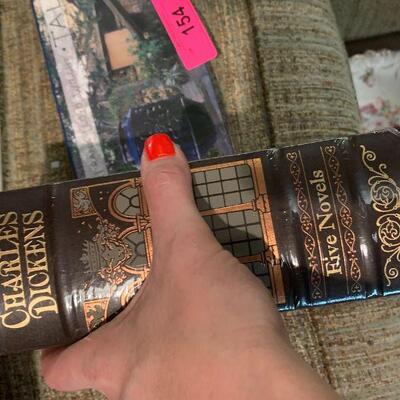 154
CHARLES
DICKENS
Five Novels